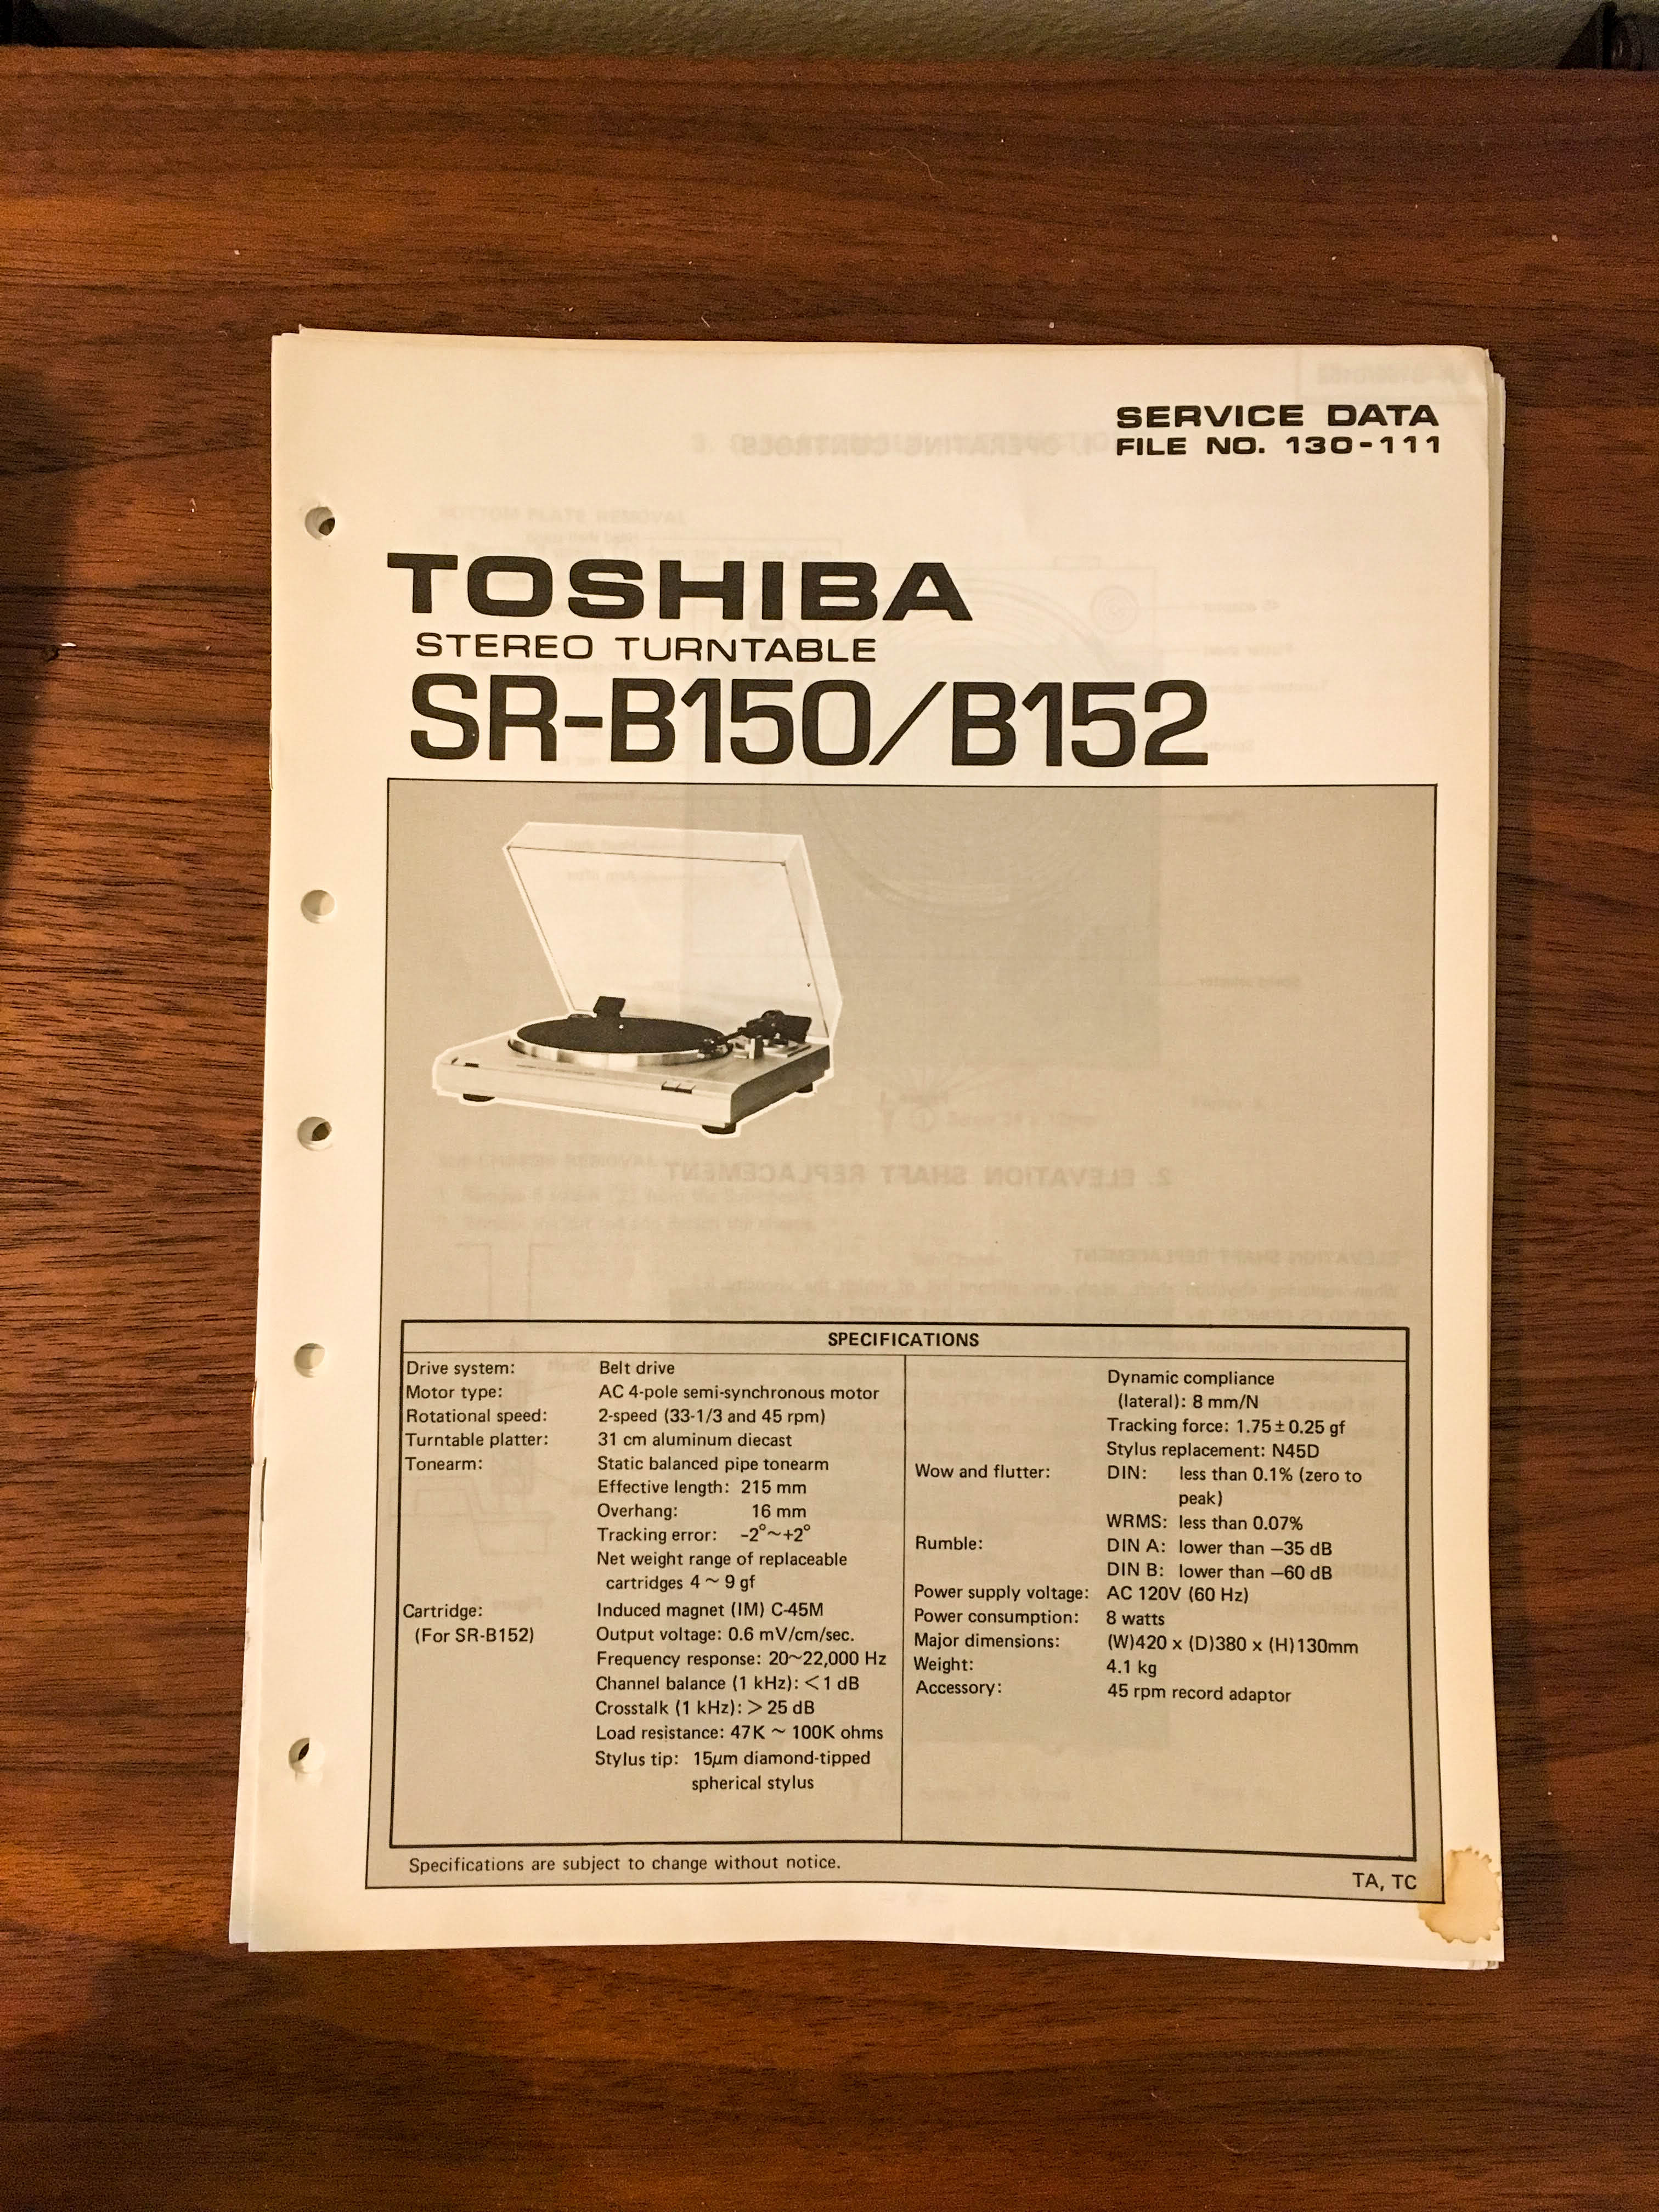 SERVICE DATA
FILE NO. 130-111
TOSHIBA
STEREO TURNTABLE
SR-B150/B152
SPECIFICATIONS
Drive system: Belt drive
Motor type: AC 4-pole semi-synchronous motor
Rotational speed: 2-speed (33-1/3 and 45 rpm)
Turntable platter: 31 cm aluminum diecast
Tonearm: Static balanced pipe tonearm
Effective length: 215 mm
Overhang: 16 mm
Tracking error: -2°~+2°
Net weight range of replaceable
cartridges 4 ~ 9 gf
Cartridge: Induced magnet (IM) C-45M
(For SR-B152) Output voltage: 0.6 mV/cm/sec.
Frequency response: 20~22,000 Hz
Channel balance (1 kHz): <1 dB
Crosstalk (1 kHz): > 25 dB
Load resistance: 47K ~ 100K ohms
Stylus tip: 15µm diamond-tipped
spherical stylus
Dynamic compliance
(lateral): 8 mm/N
Tracking force: 1.75±0.25 gf
Stylus replacement: N45D
Wow and flutter: DIN: less than 0.1% (zero to
peak)
WRMS: less than 0.07%
Rumble: DIN A: lower than −35 dB
DIN B: lower than −60 dB
Power supply voltage: AC 120V (60 Hz)
Power consumption: 8 watts
Major dimensions: (W)420 x (D)380 x (H)130mm
Weight: 4.1 kg
Accessory: 45 rpm record adaptor
Specifications are subject to change without notice.
TA, TC